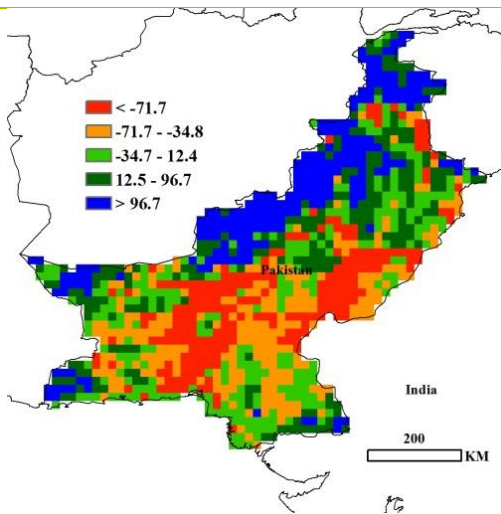 < -71.7
-71.7 - -34.8
-34.7 - 12.4
12.5 - 96.7
> 96.7
Pakistan
India
200
KM